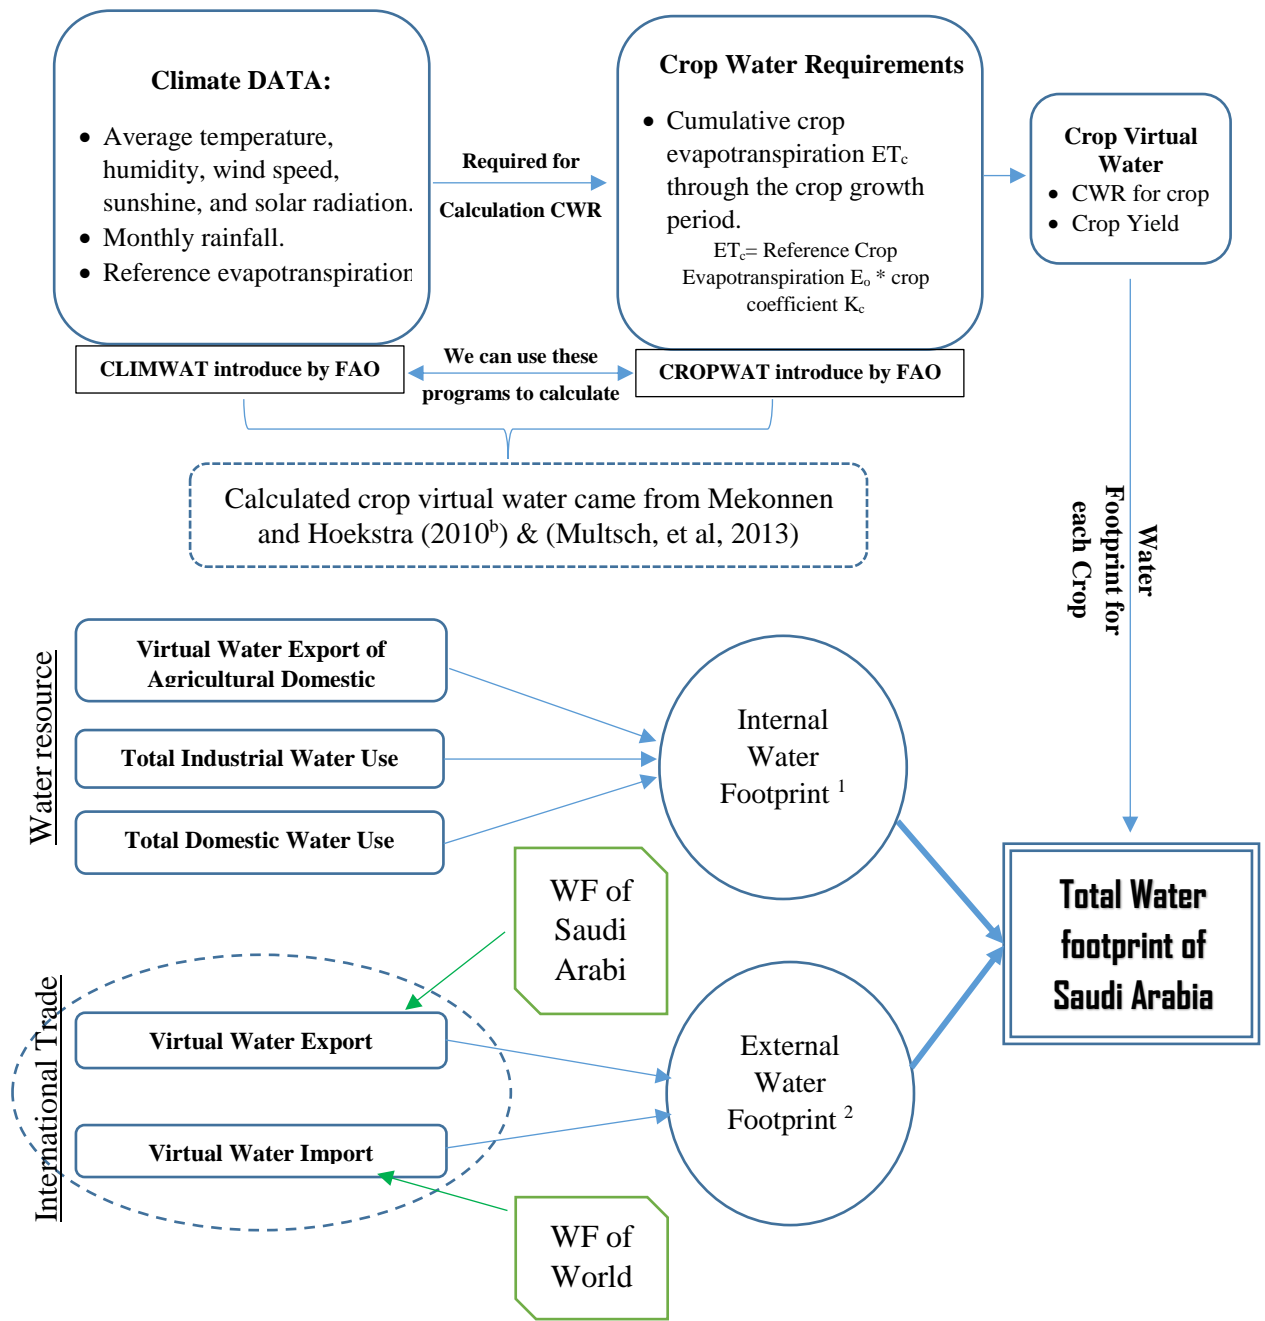 Climate DATA:
• Average temperature,
humidity, wind speed,
sunshine, and solar radiation.
• Monthly rainfall.
• Reference evapotranspiration
CLIMWAT introduce by FAO
Required for
Calculation CWR
We can use these
programs to calculate
Crop Water Requirements
• Cumulative crop
evapotranspiration ETc
through the crop growth
period.
ETc= Reference Crop
Evapotranspiration Eo * crop
coefficient Kc
CROPWAT introduce by FAO
Crop Virtual
Water
• CWR for crop
• Crop Yield
Calculated crop virtual water came from Mekonnen
and Hoekstra (2010b) & (Multsch, et al, 2013)
Water
Footprint for
each Crop
Water resource
Virtual Water Export of
Agricultural Domestic
Total Industrial Water Use
Total Domestic Water Use
Internal
Water
Footprint 1
WF of
Saudi
Arabi
Total Water
footprint of
Saudi Arabia
International Trade
Virtual Water Export
Virtual Water Import
External
Water
Footprint 2
WF of
World